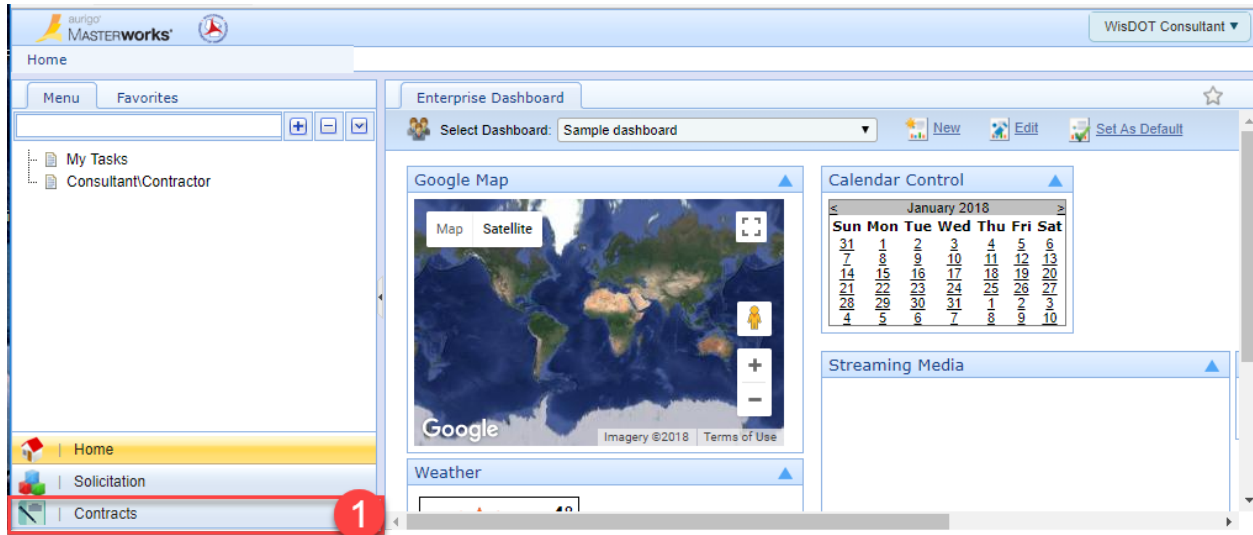 aurigo
MASTERworks
WisDOT Consultant ▼
Home
Menu Favorites
Enterprise Dashboard
Select Dashboard: Sample dashboard New Edit Set As Default
My Tasks
Consultant\Contractor
Google Map
Map Satellite
Google
Imagery ©2018 Terms of Use
Calendar Control
< January 2018 >
Sun Mon Tue Wed Thu Fri Sat
31 1 2 3 4 5 6
7 8 9 10 11 12 13
14 15 16 17 18 19 20
21 22 23 24 25 26 27
28 29 30 31 1 2 3
4 5 6 7 8 9 10
Streaming Media
Weather
| Home
| Solicitation
| Contracts 1